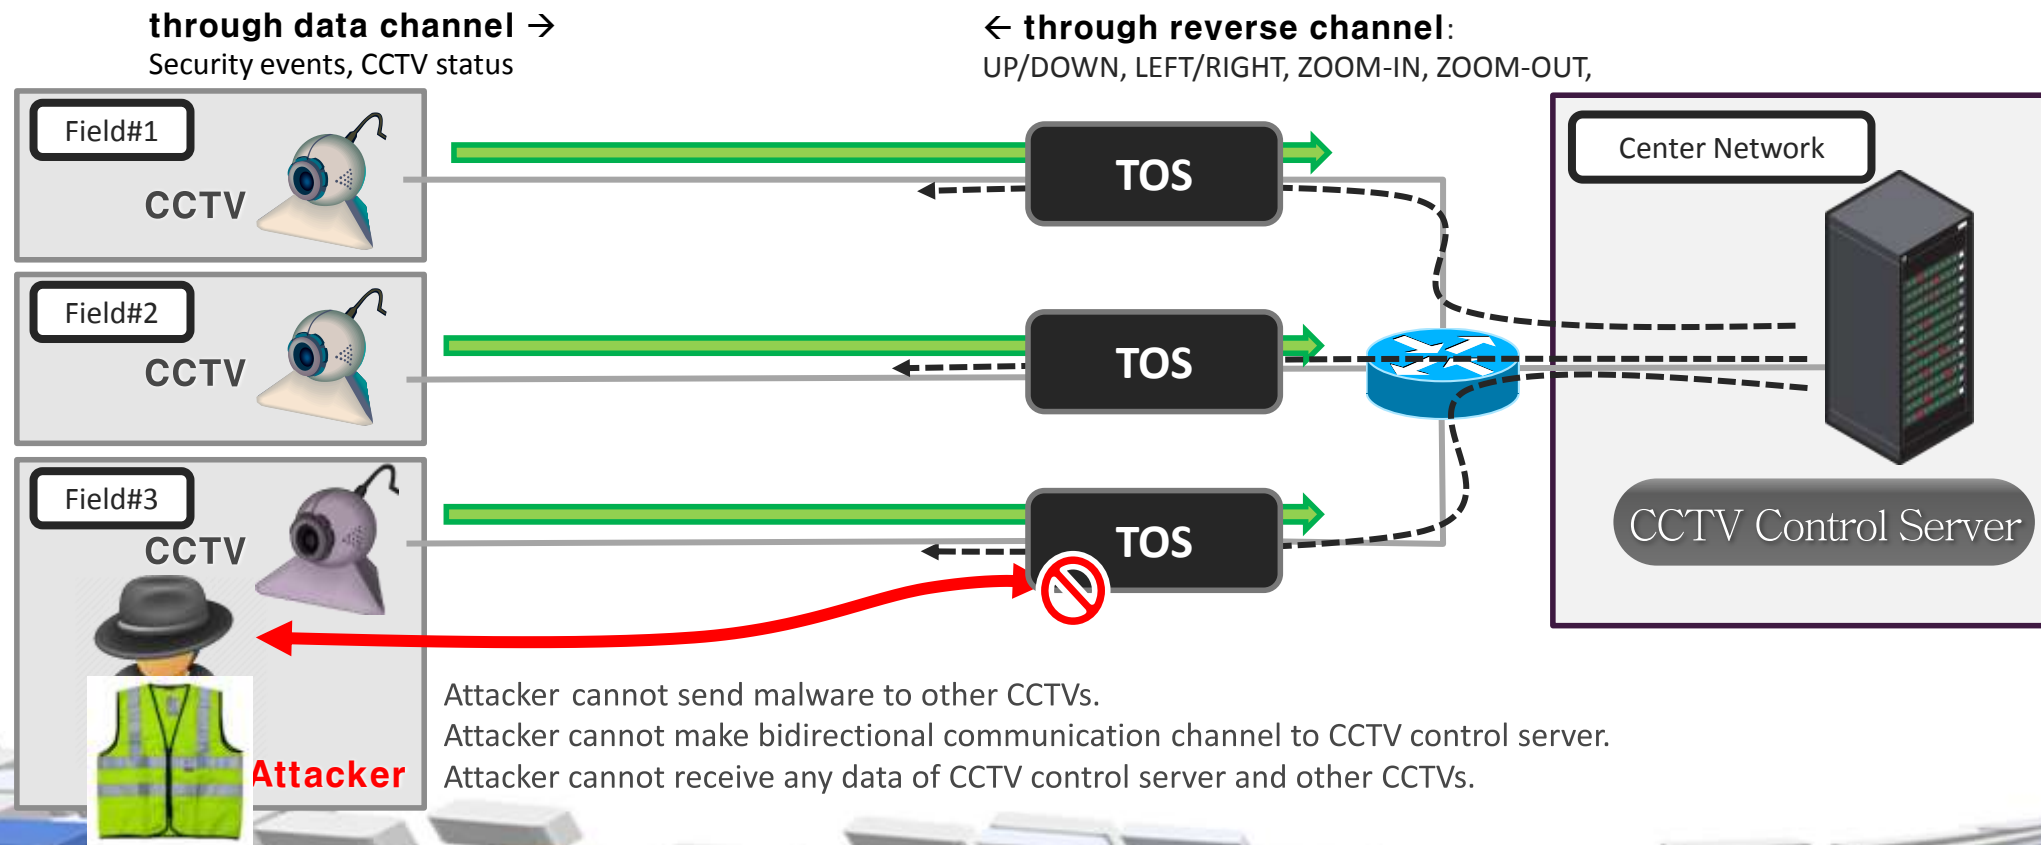 through data channel →
Security events, CCTV status
← through reverse channel:
UP/DOWN, LEFT/RIGHT, ZOOM-IN, ZOOM-OUT,
Field#1
CCTV
TOS
Center Network
Field#2
CCTV
TOS
Field#3
CCTV
TOS
CCTV Control Server
Attacker
Attacker cannot send malware to other CCTVs.
Attacker cannot make bidirectional communication channel to CCTV control server.
Attacker cannot receive any data of CCTV control server and other CCTVs.